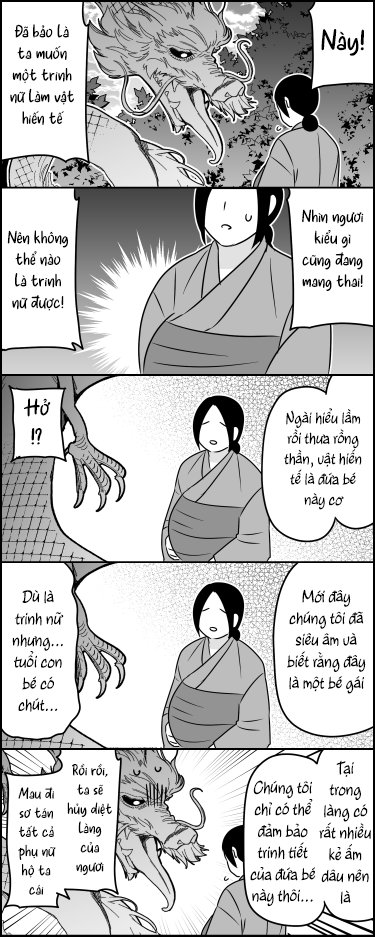 Này!
Đã bảo là
ta muốn
một trinh
nữ làm vật
hiến tế
Nhìn ngươi
kiểu gì
cũng đang
mang thai!
Nên không
thể nào
là trinh
nữ được!
Ngài hiểu lầm
rồi thưa rồng
thần, vật hiến
tế là đứa bé
này cơ
Hở
!?
Mới đây
chúng tôi đã
siêu âm và
biết rằng đây
là một bé gái
Dù là
trinh nữ
nhưng...
tuổi con
bé có
chút...
Tại
trong
làng có
rất nhiều
kẻ ấm
dâu nên
là
Chúng tôi
chỉ có thể
đảm bảo
trinh tiết
của đứa bé
này thôi...
Rồi rồi,
ta sẽ
hủy diệt
Làng
của
ngươi
Mau đi
sơ tán
tất cả
phụ nữ
hộ ta
cái